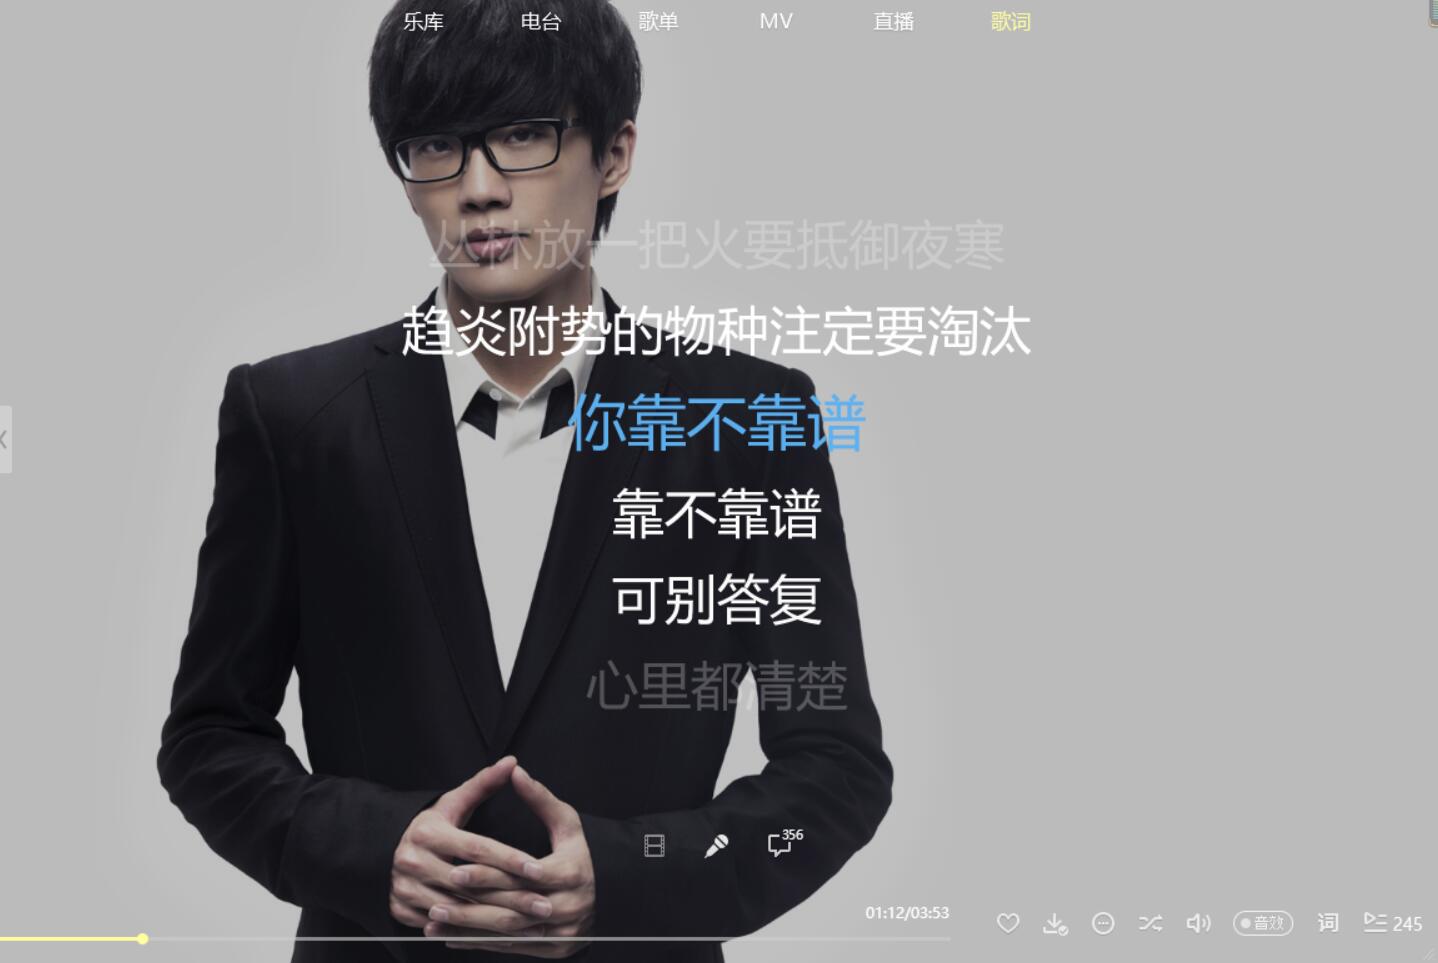 乐库 电台 歌单 MV 直播 歌词
丛林放一把火要抵御夜寒
趋炎附势的物种注定要淘汰
你靠不靠谱
靠不靠谱
可别答复
心里都清楚
356
01:12/03:53
音效 词 245